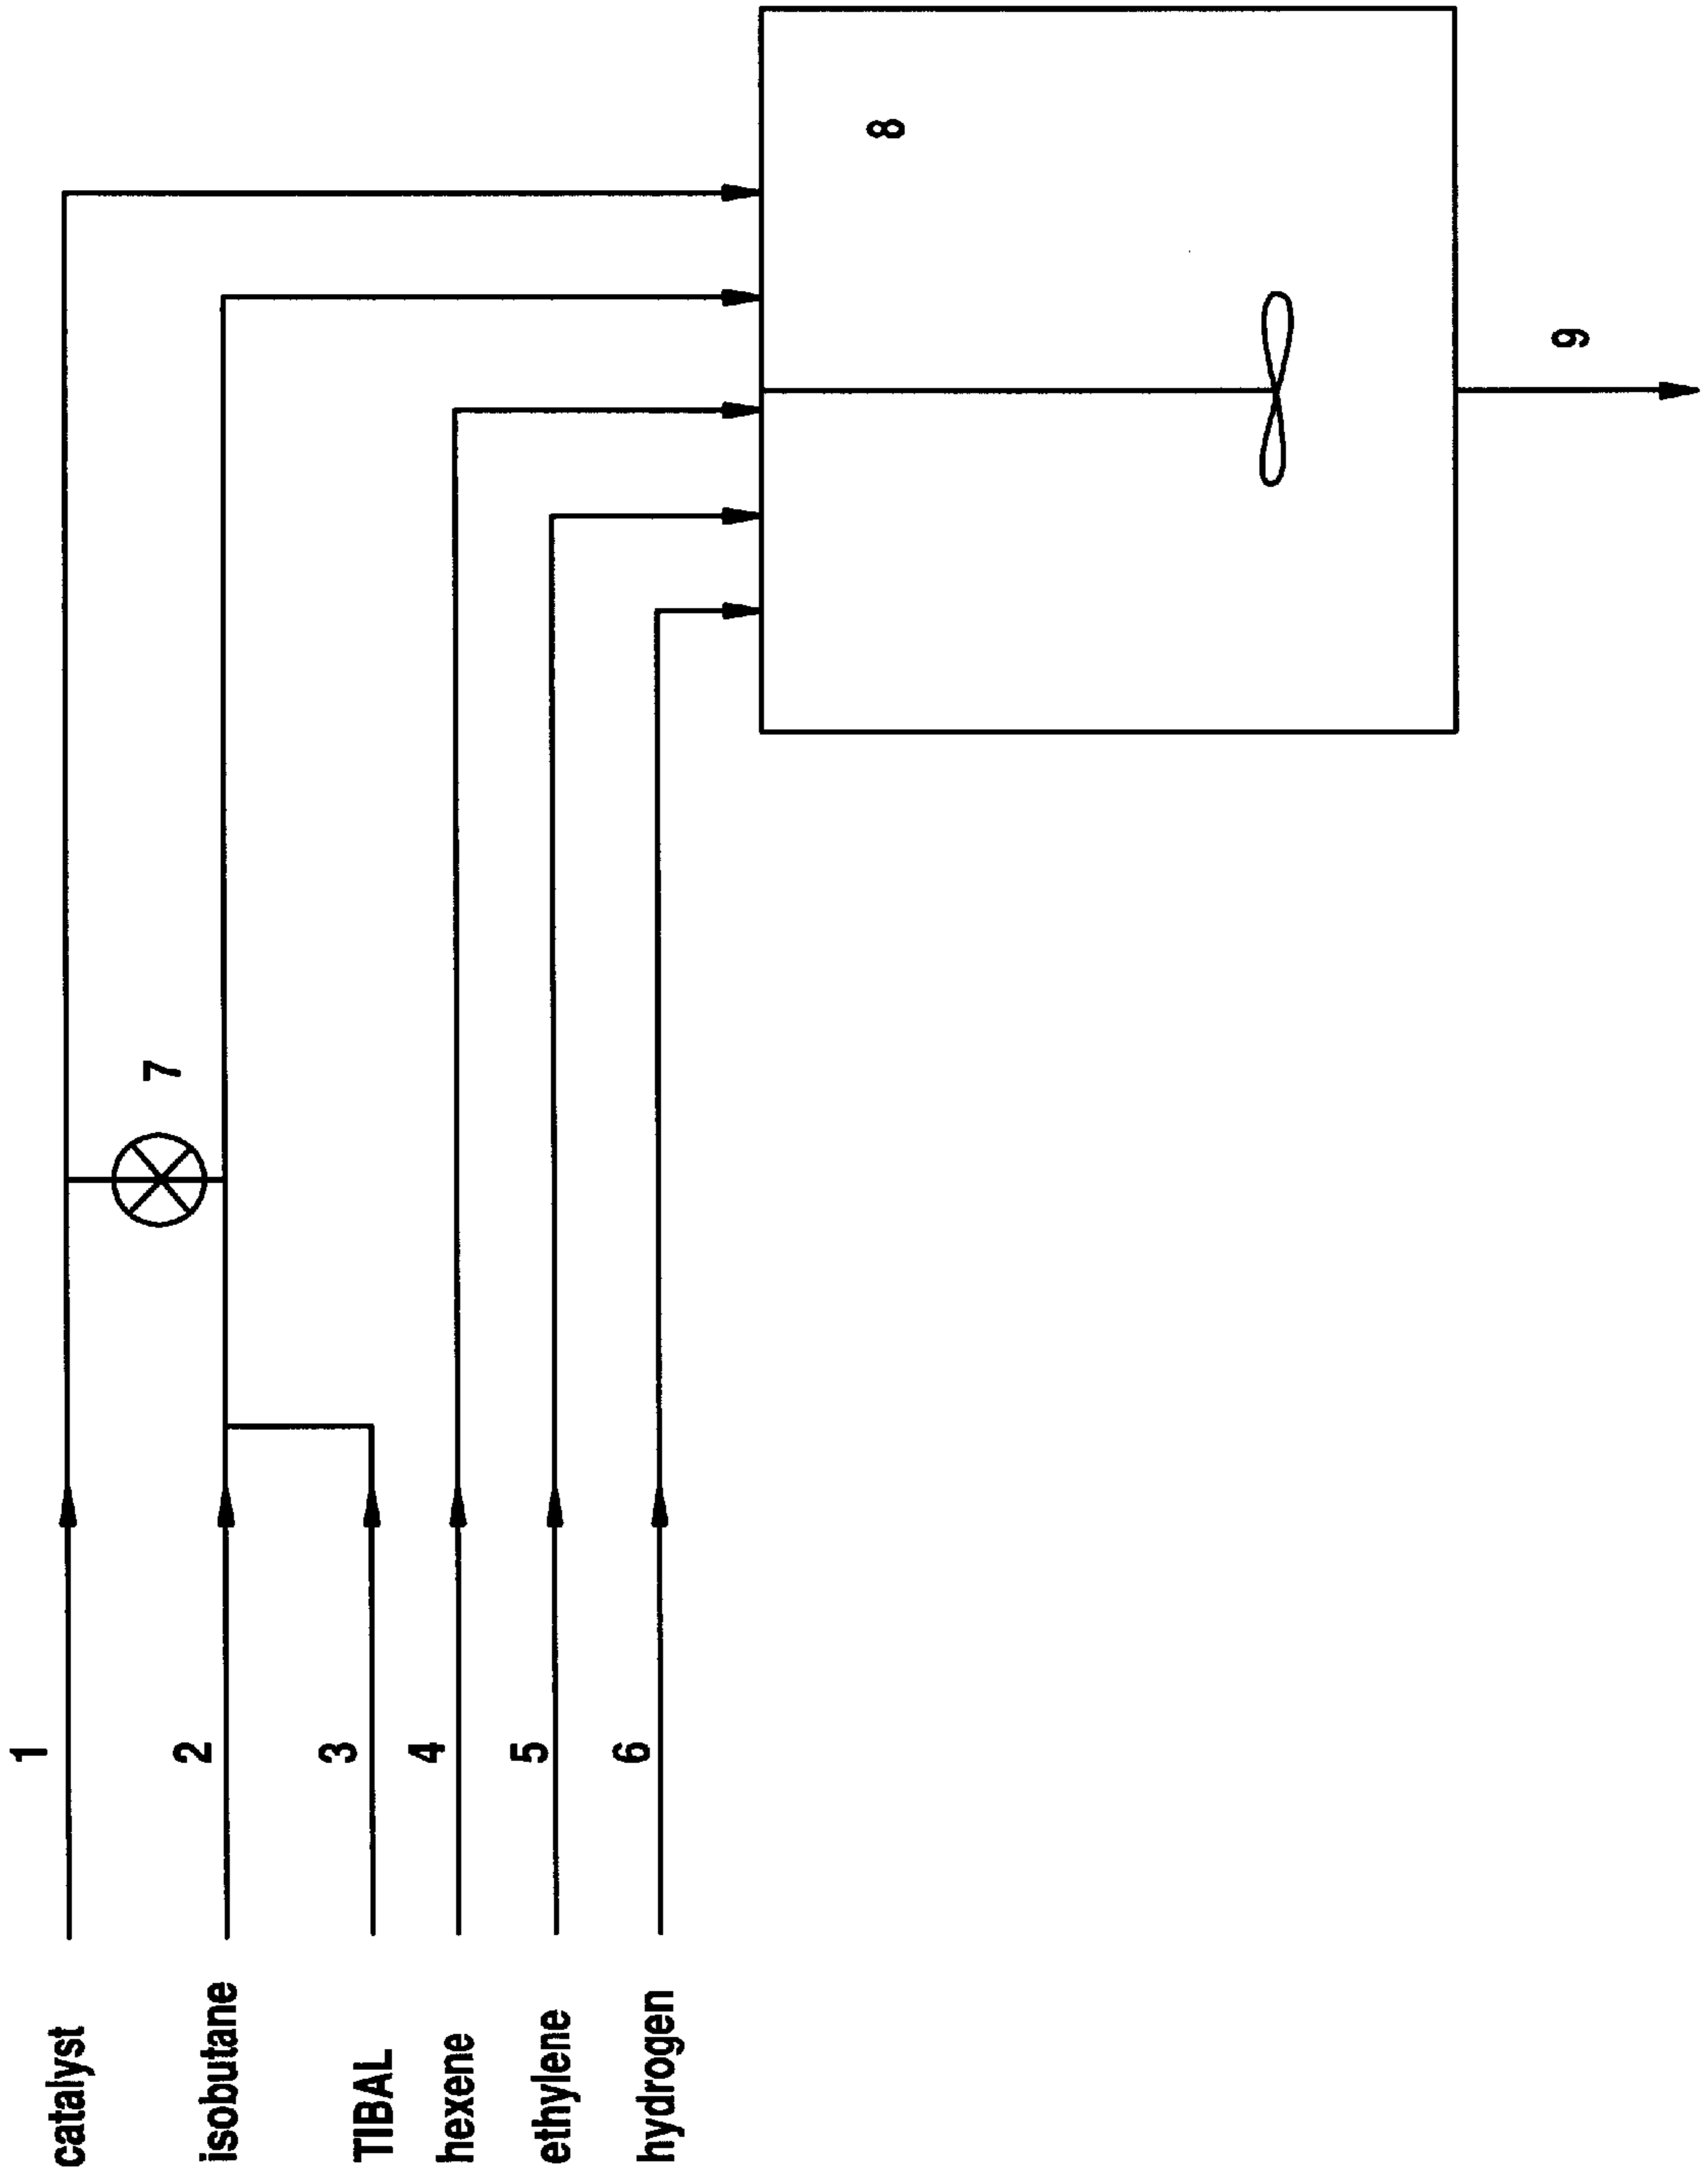 catalyst 1
isobutane 2
TIBAL 3
hexene 4
ethylene 5
hydrogen 6
7
8
9